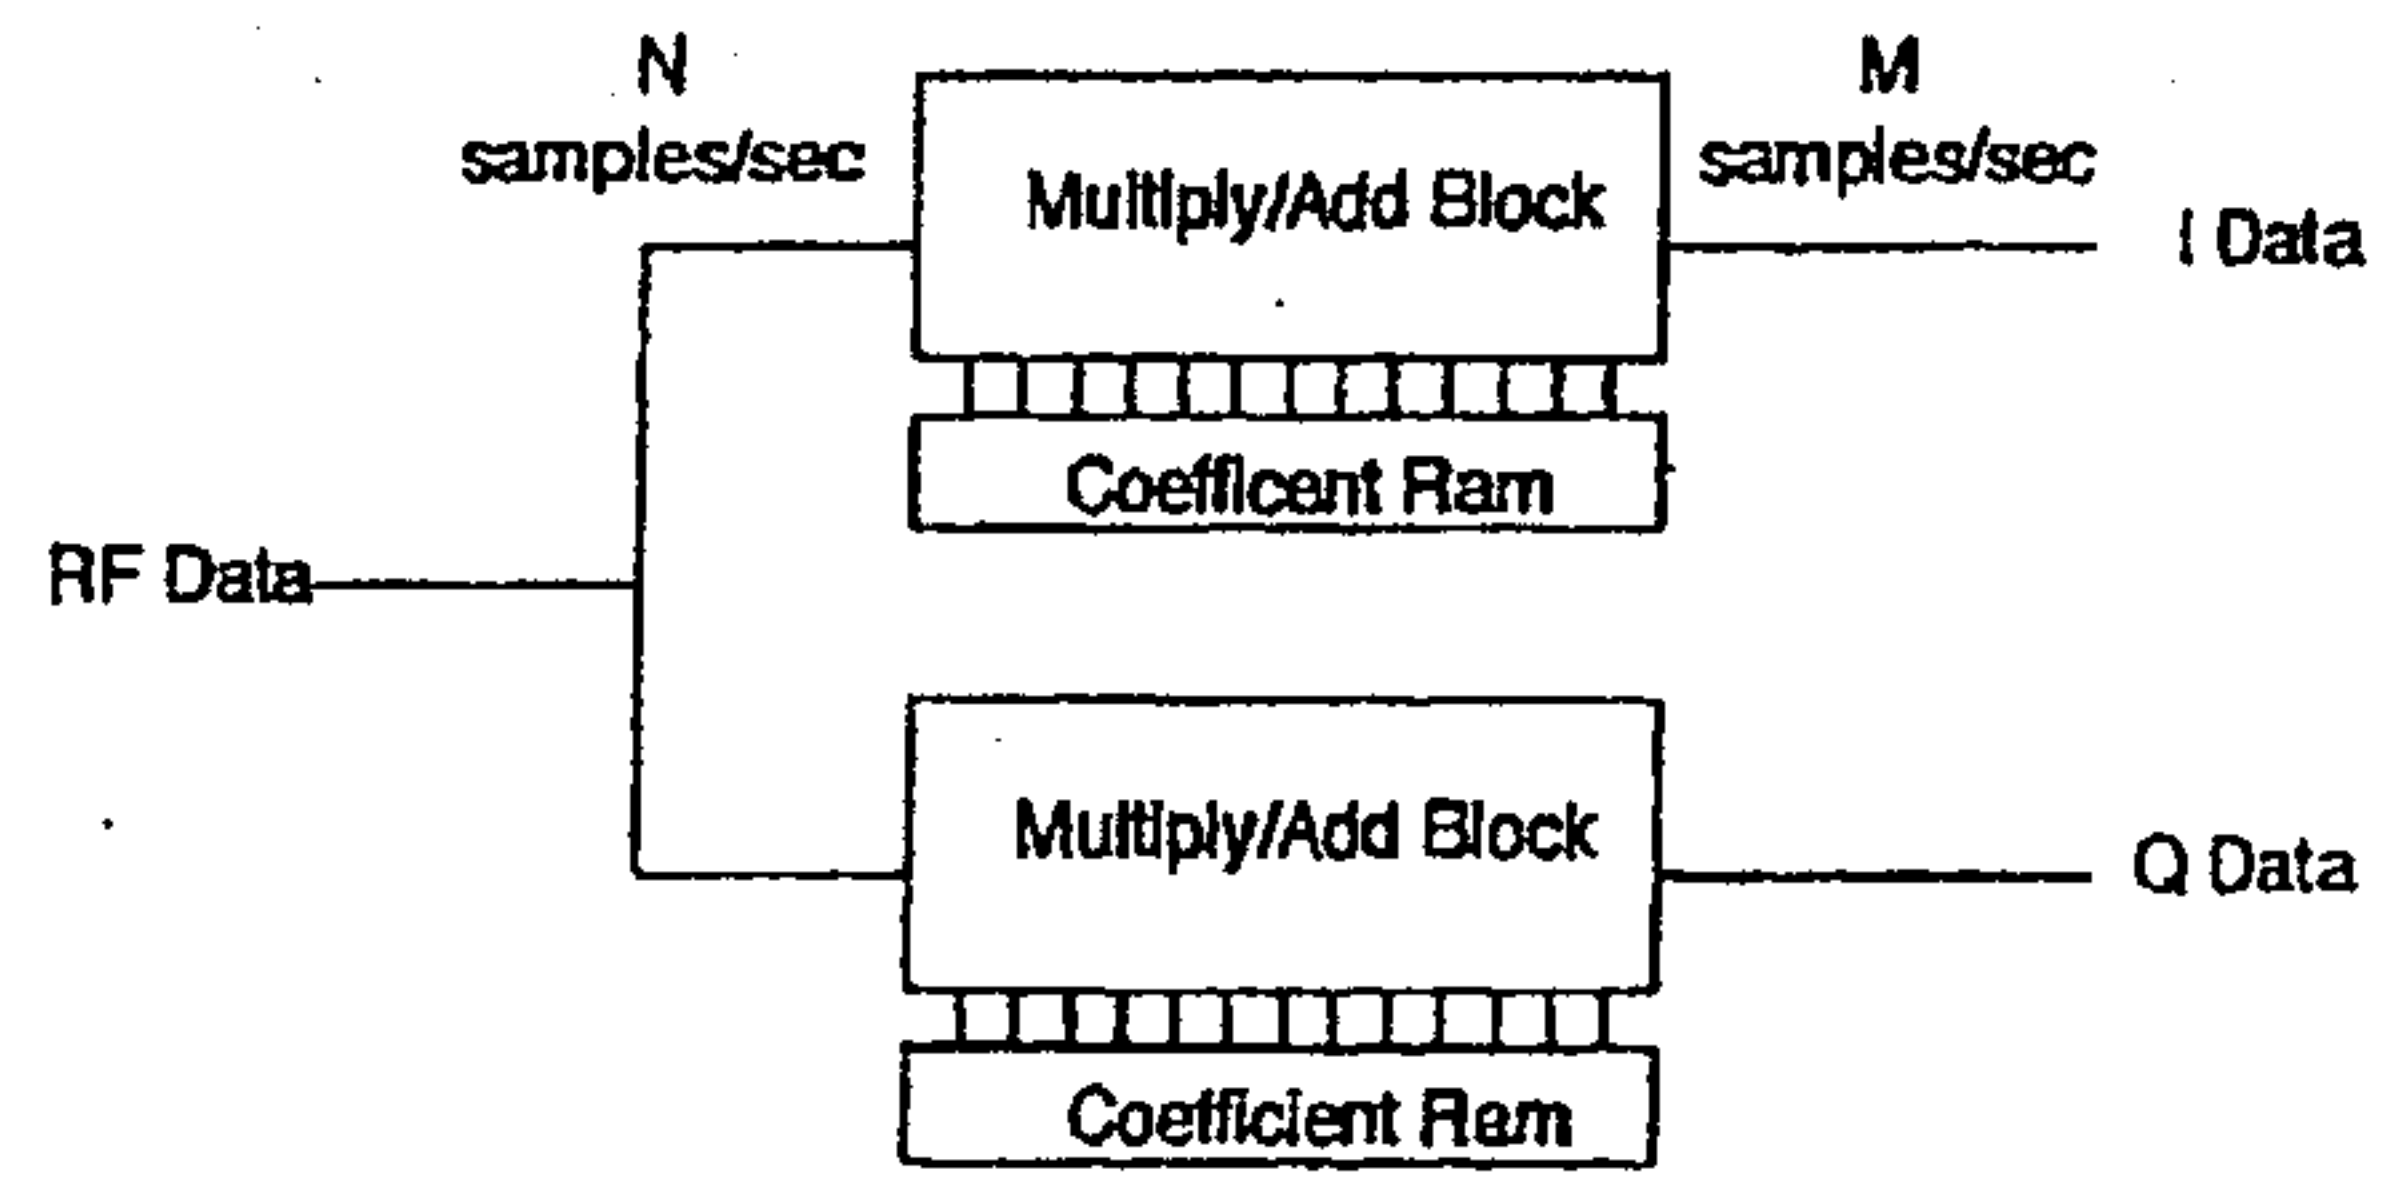 N
samples/sec
M
samples/sec
Multiply/Add Block
I Data
Coefficent Ram
RF Data
Multiply/Add Block
Q Data
Coefficient Ram